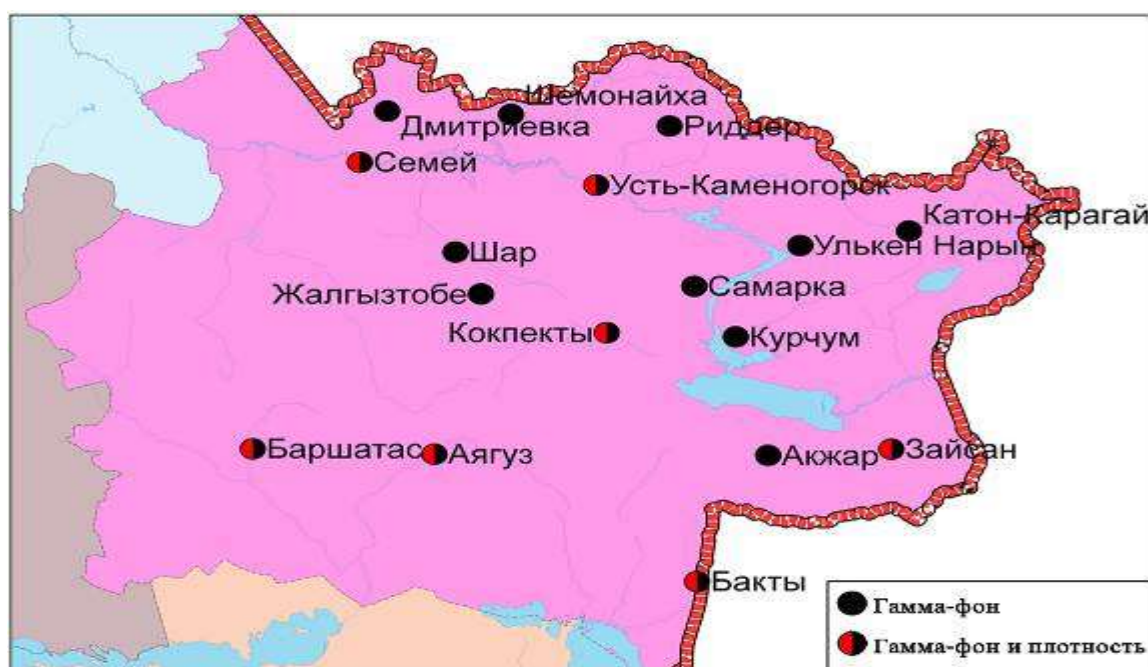 Шемонайха
Дмитриевка
Риддер
Семей
Усть-Каменогорск
Катон-Карагай
Улькен Нарын
Шар
Жалгызтобе
Самарка
Кокпекты
Курчум
Баршатас
Аягуз
Акжар
Зайсан
Бакты
Гамма-фон
Гамма-фон и плотность